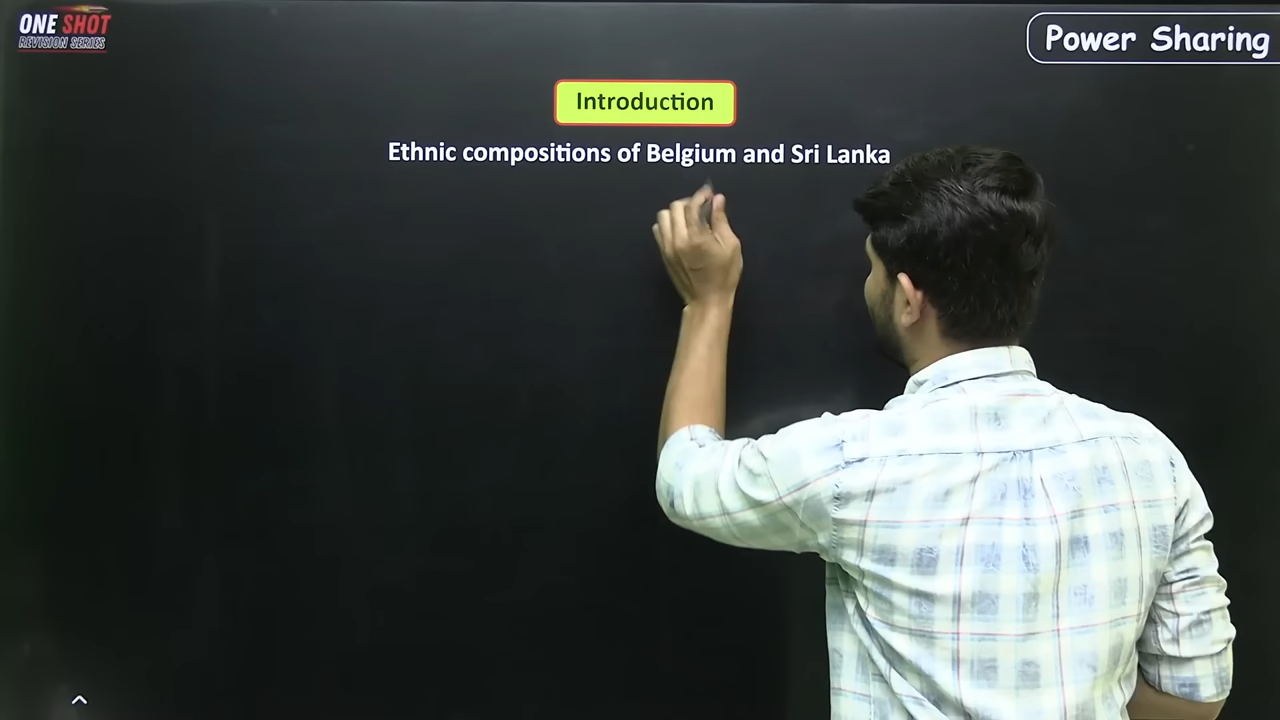 ONE SHOT
REVISION SERIES
Power Sharing
Introduction
Ethnic compositions of Belgium and Sri Lanka